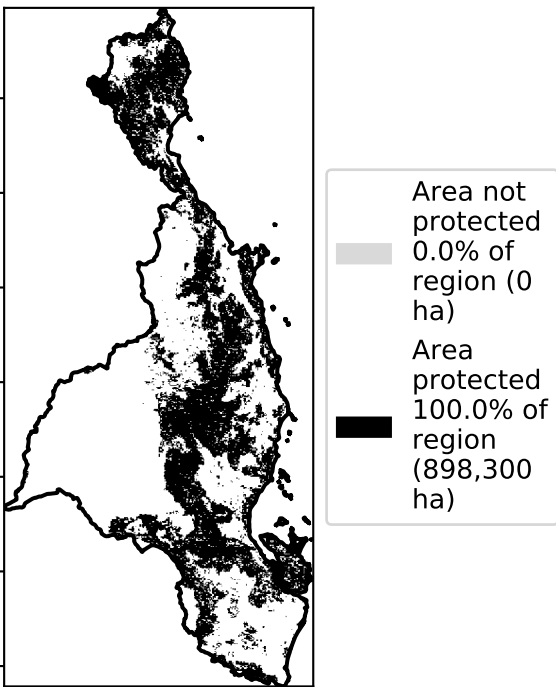 Area not
protected
0.0% of
region (0
ha)
Area
protected
100.0% of
region
(898,300
ha)